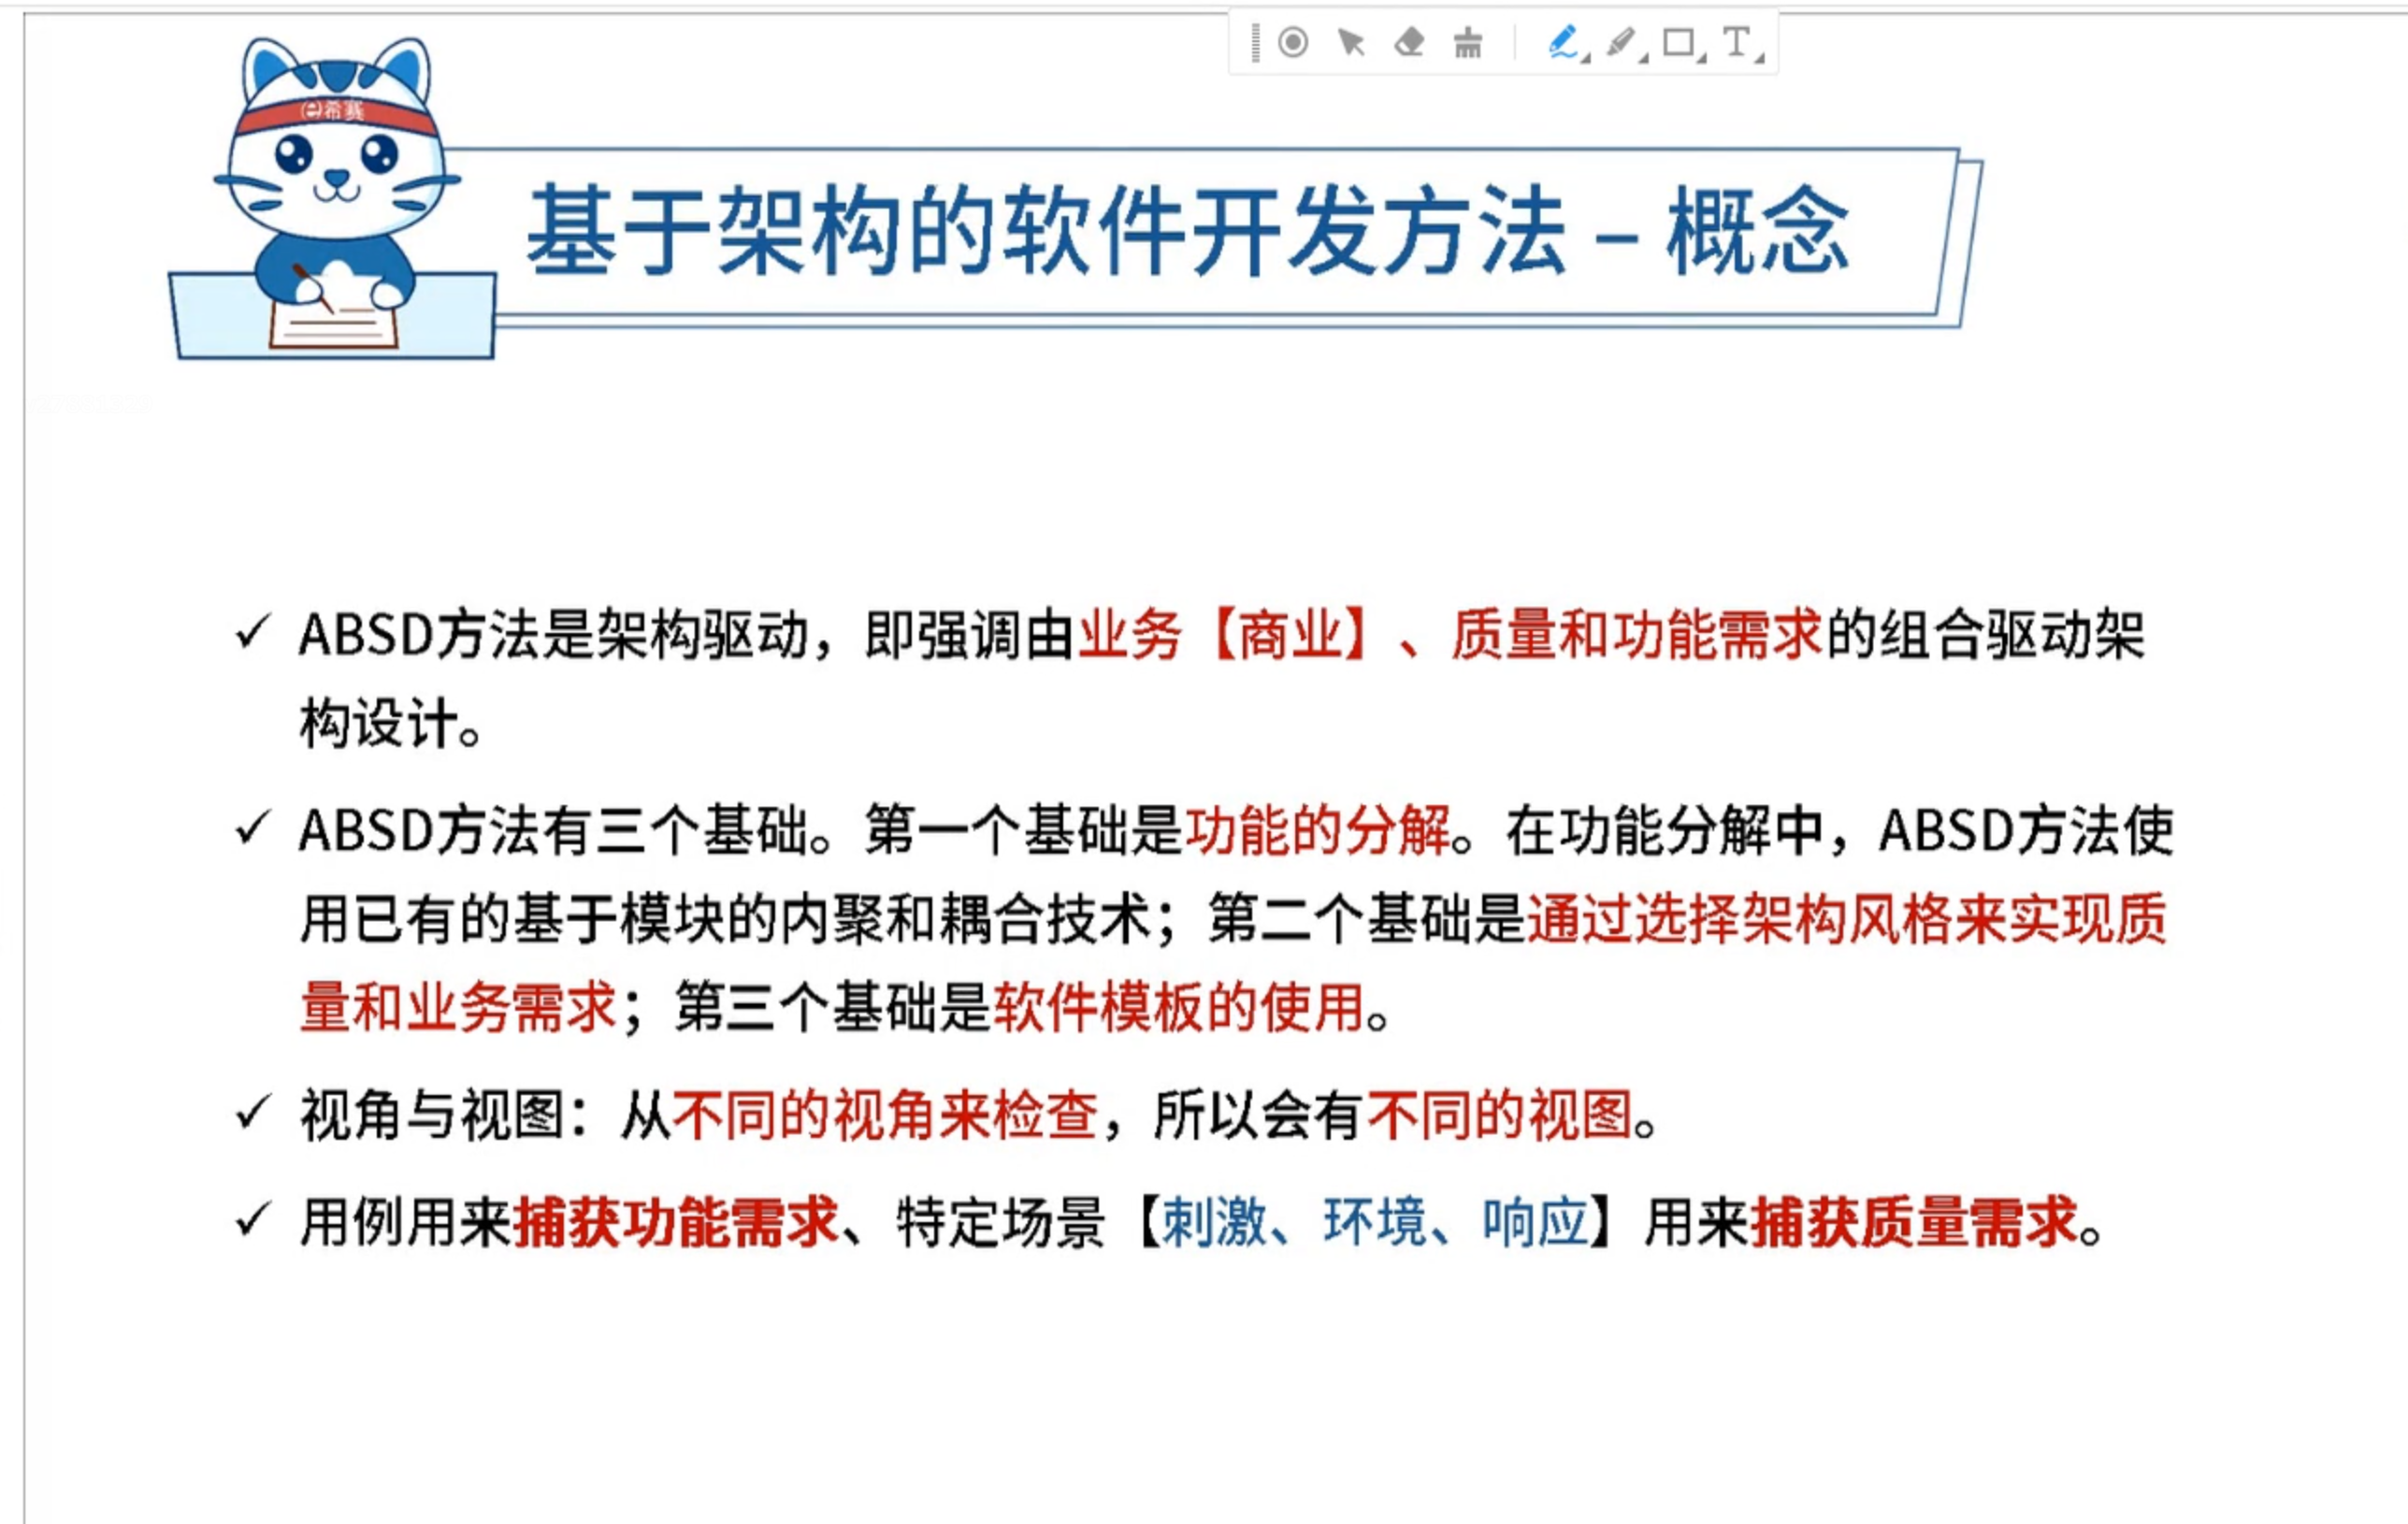 希赛
基于架构的软件开发方法 – 概念
✓ ABSD方法是架构驱动，即强调由业务【商业】、质量和功能需求的组合驱动架
构设计。
✓ ABSD方法有三个基础。第一个基础是功能的分解。在功能分解中，ABSD方法使
用已有的基于模块的内聚和耦合技术；第二个基础是通过选择架构风格来实现质
量和业务需求；第三个基础是软件模板的使用。
✓ 视角与视图：从不同的视角来检查，所以会有不同的视图。
✓ 用例用来捕获功能需求、特定场景【刺激、环境、响应】用来捕获质量需求。